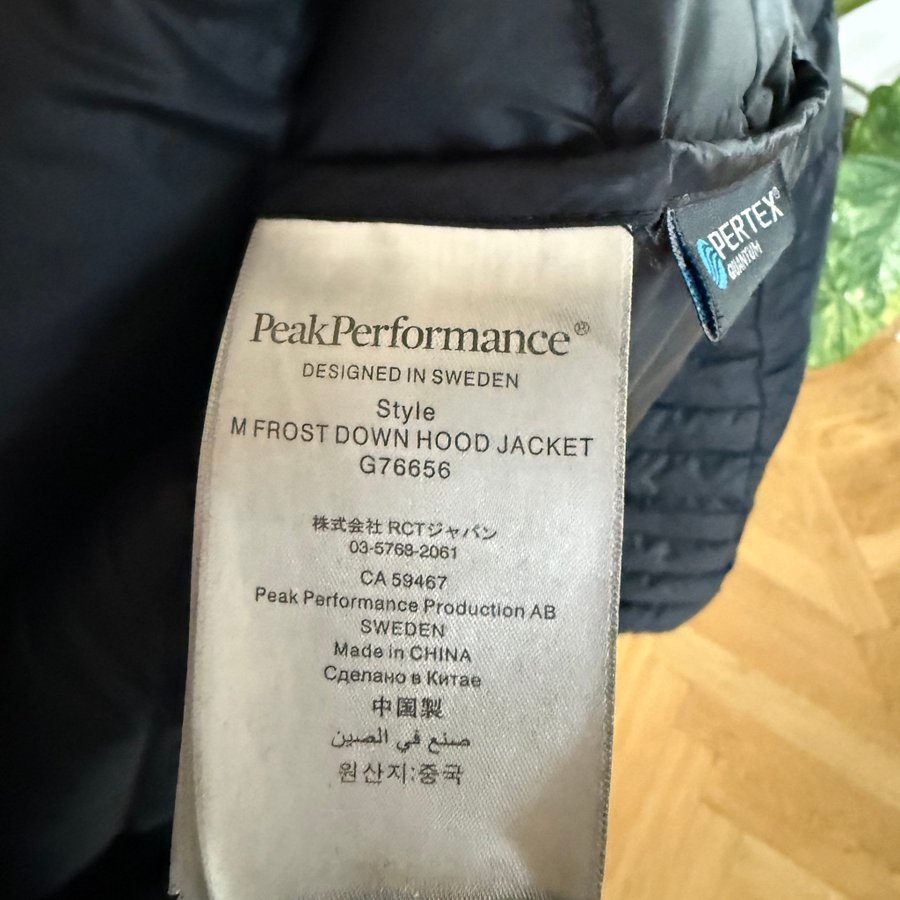 PERTEX®
QUANTUM
PeakPerformance®
DESIGNED IN SWEDEN
Style
M FROST DOWN HOOD JACKET
G76656
株式会社 RCTジャパン
03-5768-2061
CA 59467
Peak Performance Production AB
SWEDEN
Made in CHINA
Сделано в Китае
中国製
صنع في الصين
원산지:중국